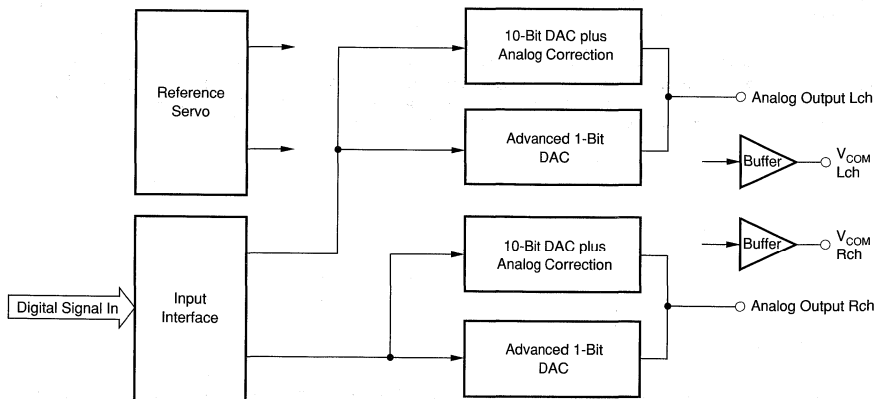 Reference
Servo
10-Bit DAC plus
Analog Correction
Advanced 1-Bit
DAC
Analog Output Lch
Buffer
VCOM
Lch
Digital Signal In
Input
Interface
10-Bit DAC plus
Analog Correction
Advanced 1-Bit
DAC
Buffer
VCOM
Rch
Analog Output Rch